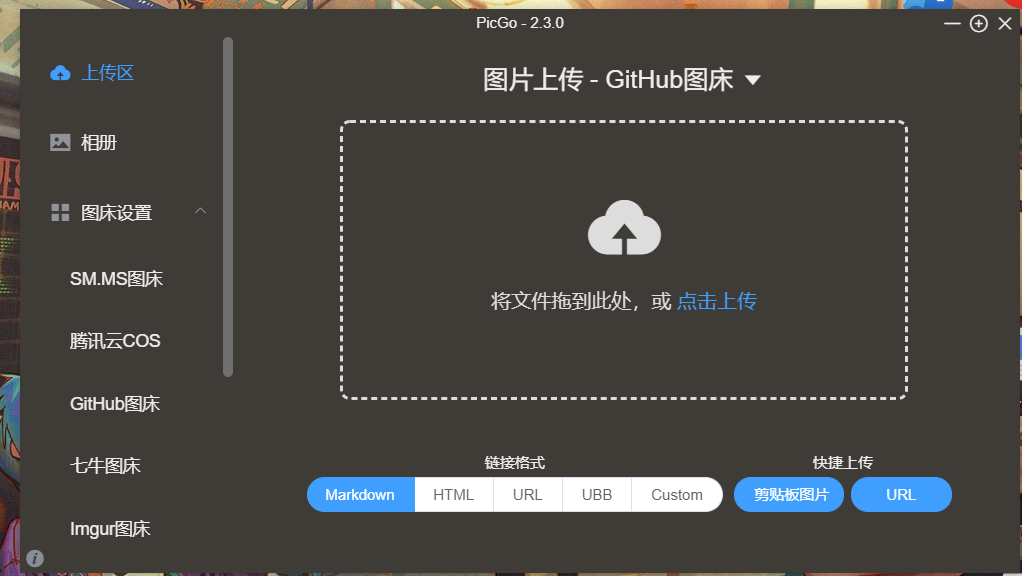 PicGo - 2.3.0
上传区
相册
图床设置
SM.MS图床
腾讯云COS
GitHub图床
七牛图床
Imgur图床
图片上传 - GitHub图床
将文件拖到此处，或 点击上传
链接格式
Markdown HTML URL UBB Custom
快捷上传
剪贴板图片 URL